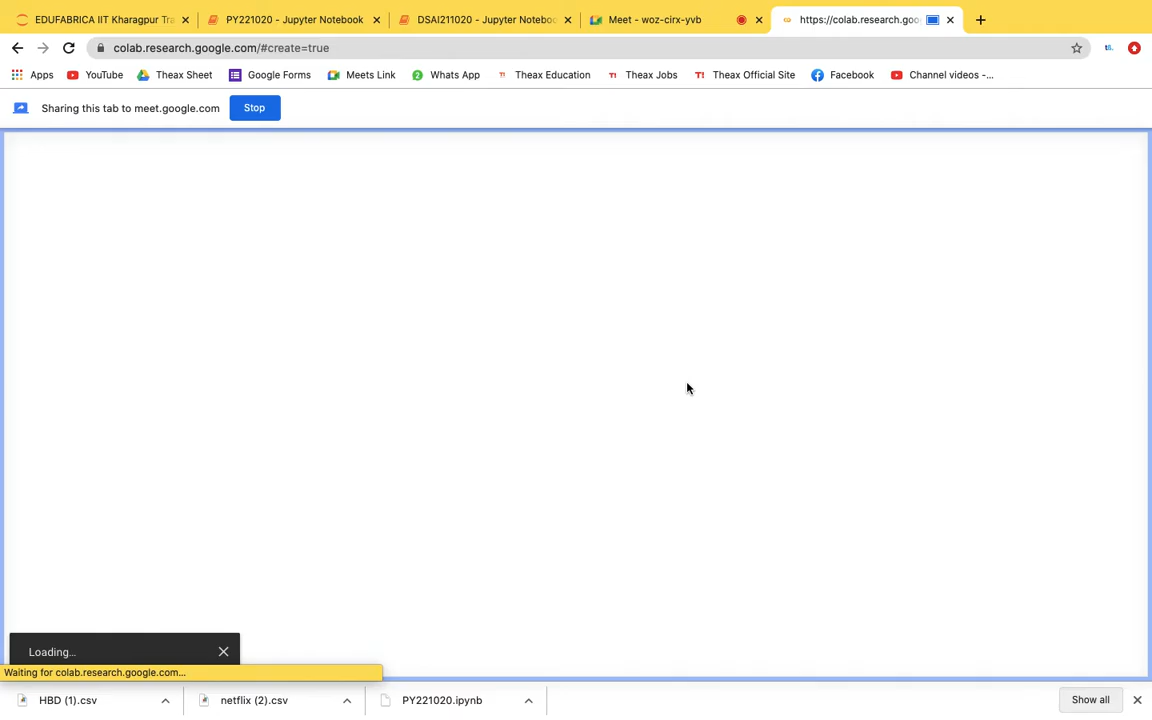 EDUFABRICA IIT Kharagpur Tra
PY221020 - Jupyter Notebook
DSAI211020 - Jupyter Noteboo
Meet - woz-cirx-yvb
https://colab.research.goo
colab.research.google.com/#create=true
Apps
YouTube
Theax Sheet
Google Forms
Meets Link
2
Whats App
T!
Theax Education
T!
Theax Jobs
T!
Theax Official Site
Facebook
Channel videos -...
Sharing this tab to meet.google.com
Stop
Loading...
Waiting for colab.research.google.com...
HBD (1).csv
netflix (2).csv
PY221020.ipynb
Show all